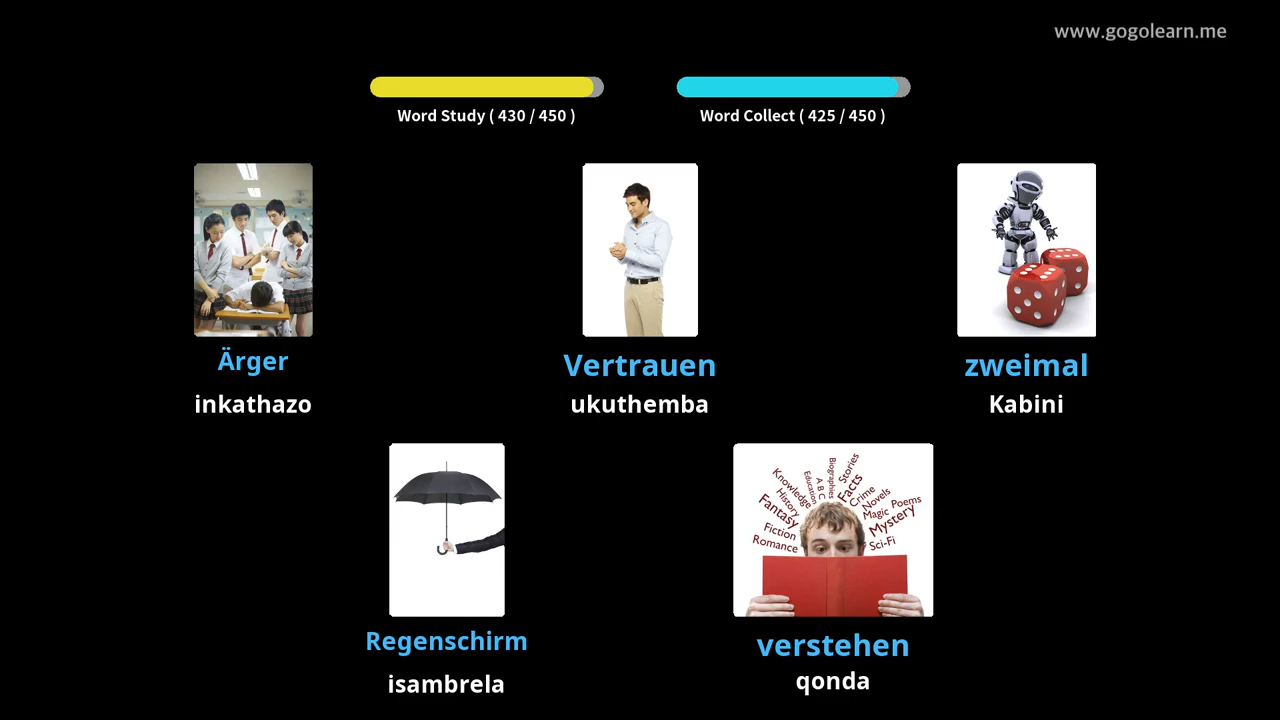 www.gogolearn.me
Word Study ( 430 / 450 )
Word Collect ( 425 / 450 )
Ärger
inkathazo
Vertrauen
ukuthemba
zweimal
Kabini
Knowledge
History
Fantasy
Fiction
Romance
Education
A B C
Biographies
Stories
Facts
Crime
Novels
Magic
Poems
Mystery
Sci-Fi
Regenschirm
isambrela
verstehen
qonda